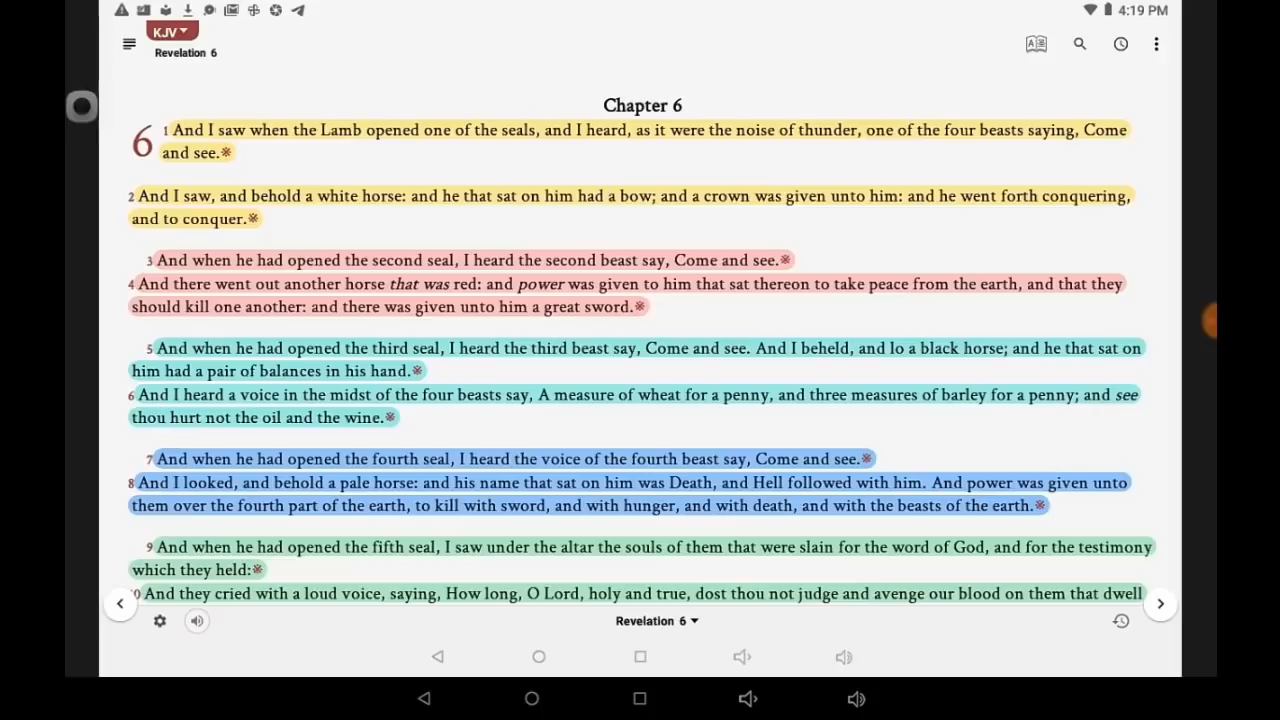 4:19 PM
KJV
Revelation 6
Chapter 6
6 1 And I saw when the Lamb opened one of the seals, and I heard, as it were the noise of thunder, one of the four beasts saying, Come
and see.※
2 And I saw, and behold a white horse: and he that sat on him had a bow; and a crown was given unto him: and he went forth conquering,
and to conquer.※
3 And when he had opened the second seal, I heard the second beast say, Come and see.※
4 And there went out another horse that was red: and power was given to him that sat thereon to take peace from the earth, and that they
should kill one another: and there was given unto him a great sword.※
5 And when he had opened the third seal, I heard the third beast say, Come and see. And I beheld, and lo a black horse; and he that sat on
him had a pair of balances in his hand.※
6 And I heard a voice in the midst of the four beasts say, A measure of wheat for a penny, and three measures of barley for a penny; and see
thou hurt not the oil and the wine.※
7 And when he had opened the fourth seal, I heard the voice of the fourth beast say, Come and see.※
8 And I looked, and behold a pale horse: and his name that sat on him was Death, and Hell followed with him. And power was given unto
them over the fourth part of the earth, to kill with sword, and with hunger, and with death, and with the beasts of the earth.※
9 And when he had opened the fifth seal, I saw under the altar the souls of them that were slain for the word of God, and for the testimony
which they held:※
0 And they cried with a loud voice, saying, How long, O Lord, holy and true, dost thou not judge and avenge our blood on them that dwell
Revelation 6